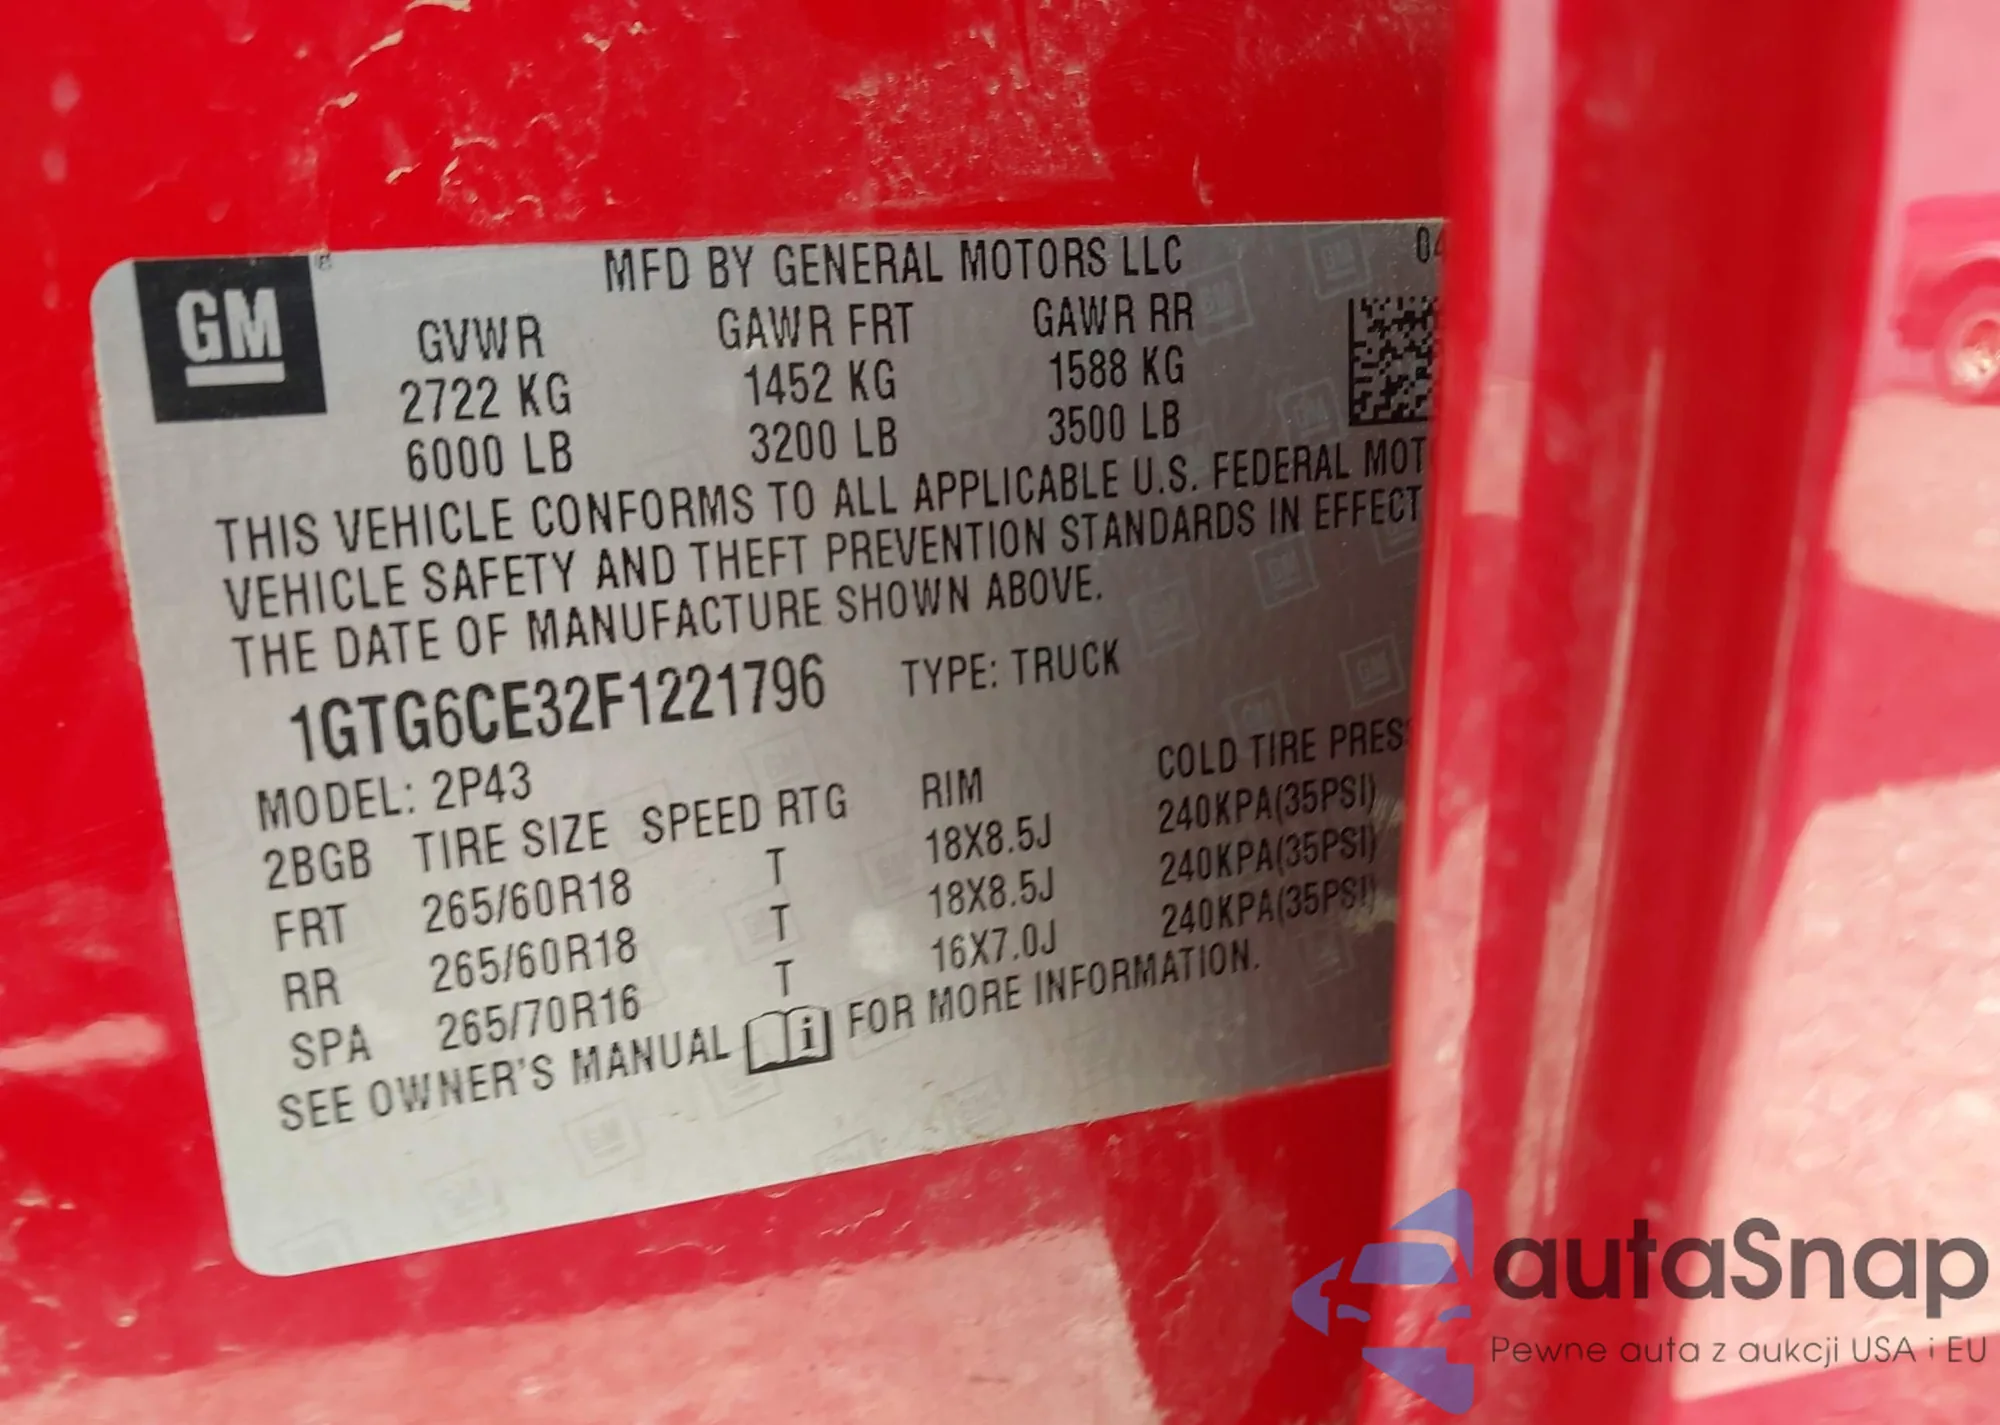 GM
MFD BY GENERAL MOTORS LLC 04
GVWR GAWR FRT GAWR RR
2722 KG 1452 KG 1588 KG
6000 LB 3200 LB 3500 LB
THIS VEHICLE CONFORMS TO ALL APPLICABLE U.S. FEDERAL MOT
VEHICLE SAFETY AND THEFT PREVENTION STANDARDS IN EFFECT
THE DATE OF MANUFACTURE SHOWN ABOVE.
1GTG6CE32F1221796 TYPE: TRUCK
MODEL: 2P43
2BGB TIRE SIZE SPEED RTG RIM COLD TIRE PRES
FRT 265/60R18 T 18X8.5J 240KPA(35PSI)
RR 265/60R18 T 18X8.5J 240KPA(35PSI)
SPA 265/70R16 T 16X7.0J 240KPA(35PSI)
SEE OWNER'S MANUAL i FOR MORE INFORMATION.
autaSnap
Pewne auta z aukcji USA i EU